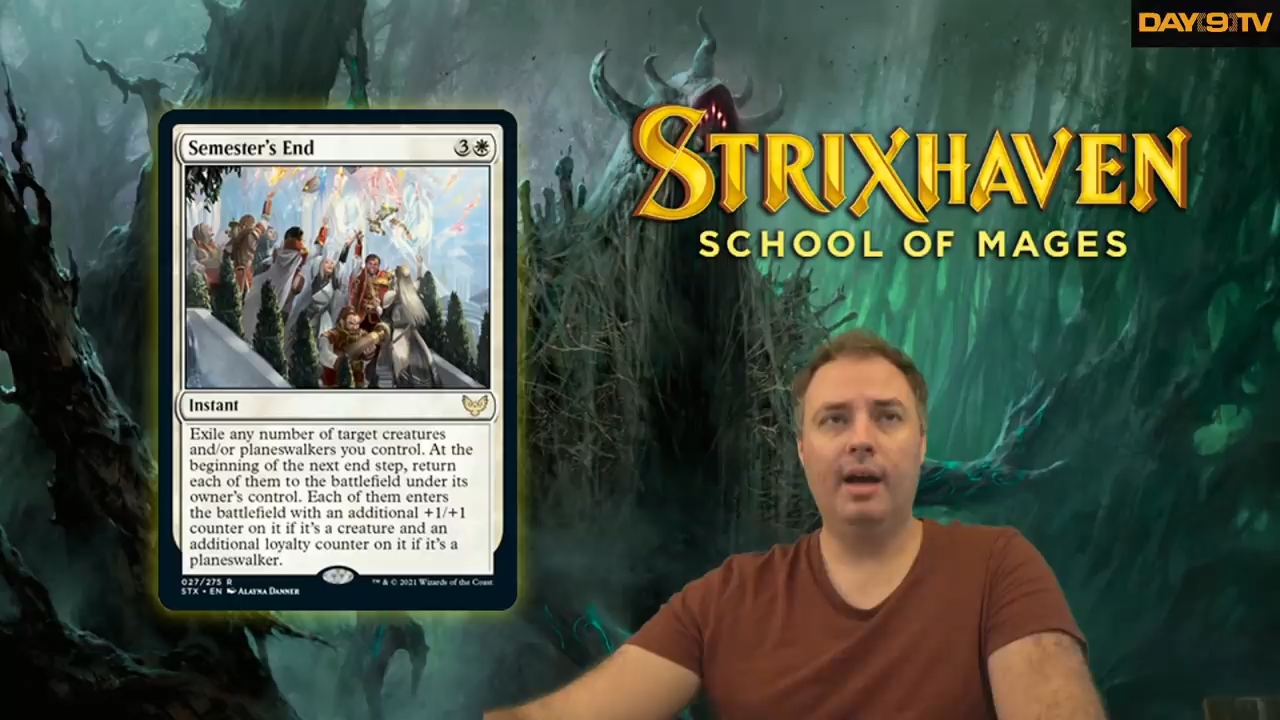 DAY[9]TV
Semester's End
3
STRIXHAVEN
SCHOOL OF MAGES
Instant
Exile any number of target creatures
and/or planeswalkers you control. At the
beginning of the next end step, return
each of them to the battlefield under its
owner's control. Each of them enters
the battlefield with an additional +1/+1
counter on it if it's a creature and an
additional loyalty counter on it if it's a
planeswalker.
027/275 R
™ & © 2021 Wizards of the Coast
STX • EN ALAYNA DANNER